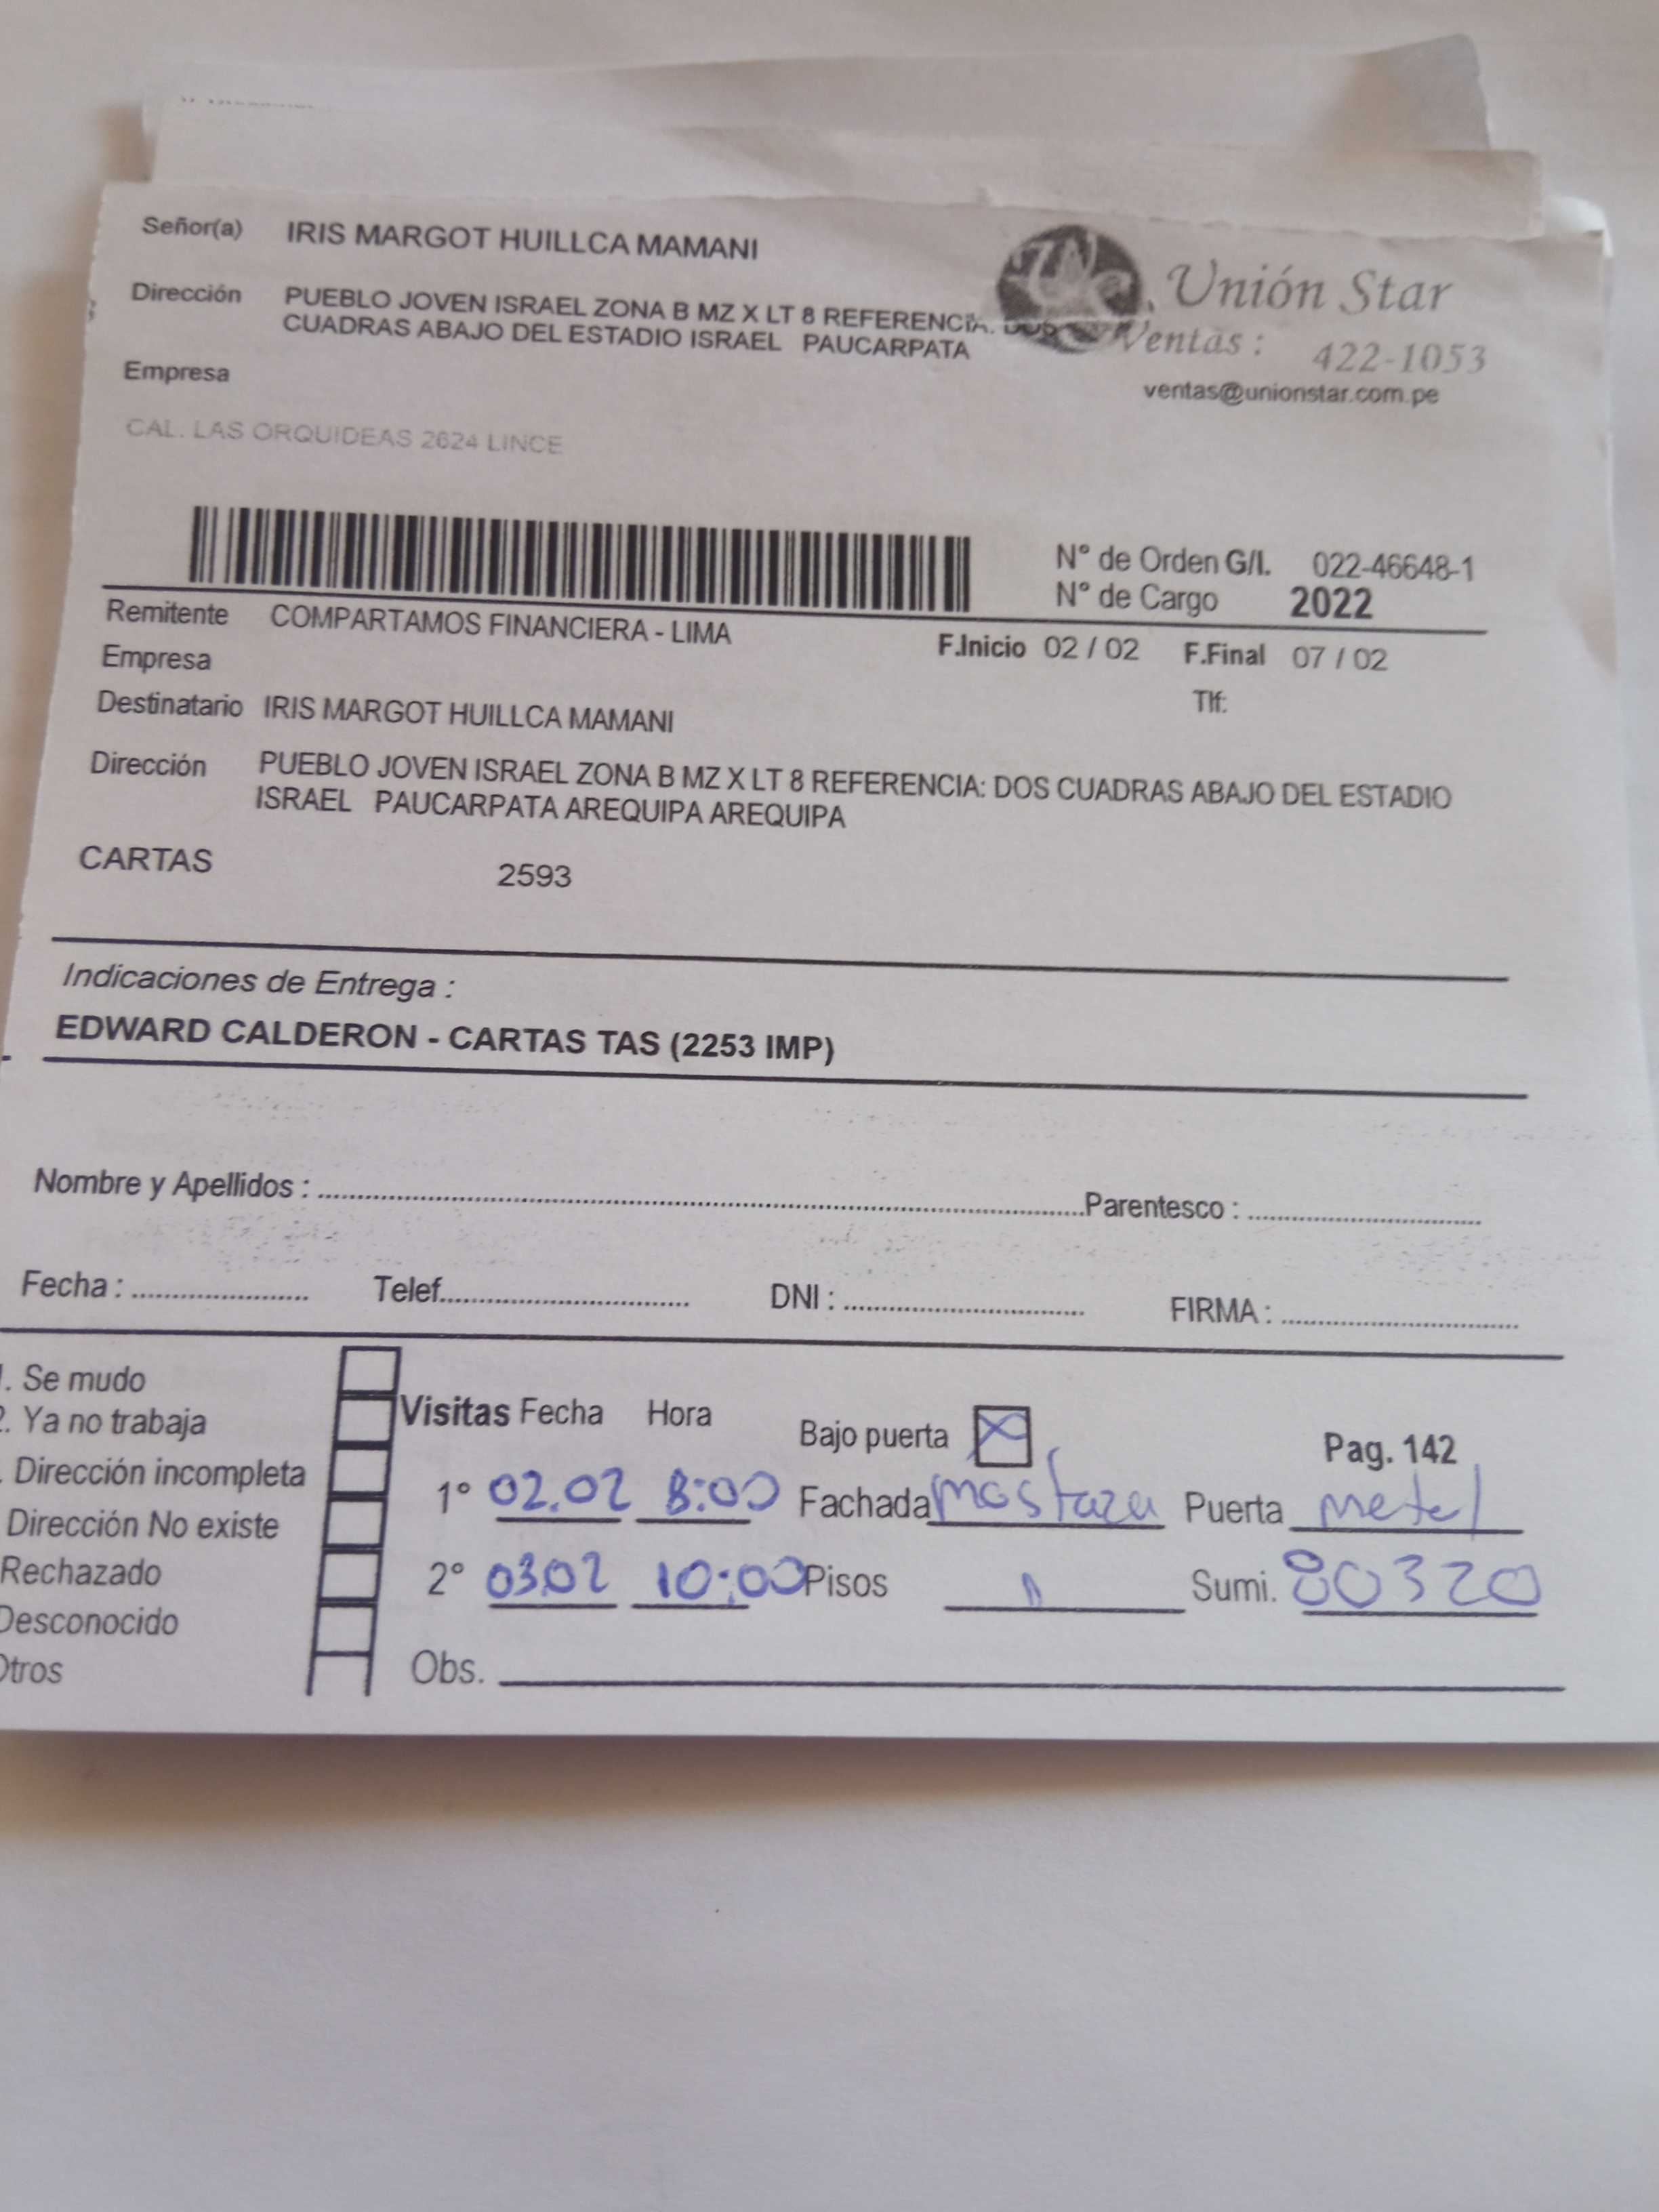 Señor(a) IRIS MARGOT HUILLCA MAMANI
Dirección PUEBLO JOVEN ISRAEL ZONA B MZ X LT 8 REFERENCIA: DOS
CUADRAS ABAJO DEL ESTADIO ISRAEL PAUCARPATA
Empresa
CAL. LAS ORQUIDEAS 2624 LINCE
Unión Star
Ventas : 422-1053
ventas@unionstar.com.pe
N° de Orden G/I. 022-46648-1
N° de Cargo 2022
Remitente COMPARTAMOS FINANCIERA - LIMA
F.Inicio 02 / 02 F.Final 07 / 02
Empresa
Tlf:
Destinatario IRIS MARGOT HUILLCA MAMANI
Dirección PUEBLO JOVEN ISRAEL ZONA B MZ X LT 8 REFERENCIA: DOS CUADRAS ABAJO DEL ESTADIO
ISRAEL PAUCARPATA AREQUIPA AREQUIPA
CARTAS 2593
Indicaciones de Entrega :
EDWARD CALDERON - CARTAS TAS (2253 IMP)
Nombre y Apellidos : Parentesco :
Fecha : Telef. DNI : FIRMA :
. Se mudo
. Ya no trabaja
. Dirección incompleta
Dirección No existe
Rechazado
Desconocido
Otros
Visitas Fecha Hora Bajo puerta Pag. 142
1° 02.02 8:00 Fachada mostaza Puerta metal
2° 03.02 10:00 Pisos 1 Sumi. 80320
Obs.